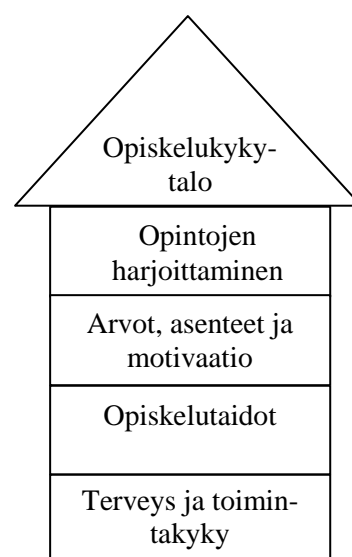 Opiskelukyky-
talo
Opintojen
harjoittaminen
Arvot, asenteet ja
motivaatio
Opiskelutaidot
Terveys ja toimin-
takyky